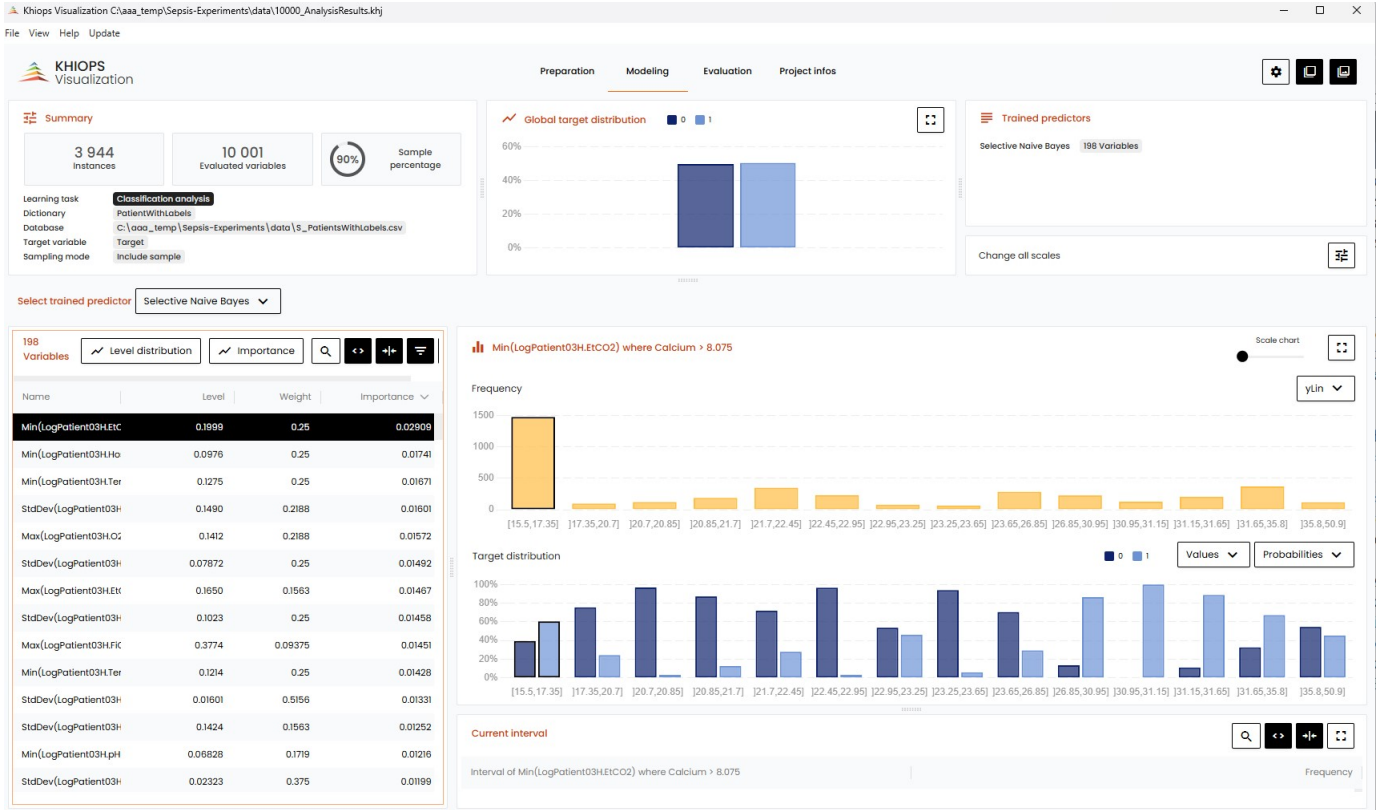 Khiops Visualization C:\aaa_temp\Sepsis-Experiments\data\10000_AnalysisResults.khj
File View Help Update
KHIOPS
Visualization
Preparation Modeling Evaluation Project infos
Summary
3 944
Instances
10 001
Evaluated variables
90%
Sample
percentage
Learning task Classification analysis
Dictionary PatientWithLabels
Database C:\aaa_temp\Sepsis-Experiments\data\S_PatientsWithLabels.csv
Target variable Target
Sampling mode Include sample
Global target distribution 0 1
60%
40%
20%
0%
Trained predictors
Selective Naive Bayes 198 Variables
Change all scales
Select trained predictor Selective Naive Bayes
198
Variables
Level distribution Importance
Name Level Weight Importance
Min(LogPatient03H.EtC 0.1999 0.25 0.02909
Min(LogPatient03H.Ho 0.0976 0.25 0.01741
Min(LogPatient03H.Ter 0.1275 0.25 0.01671
StdDev(LogPatient03H 0.1490 0.2188 0.01601
Max(LogPatient03H.O2 0.1412 0.2188 0.01572
StdDev(LogPatient03H 0.07872 0.25 0.01492
Max(LogPatient03H.Et 0.1650 0.1563 0.01467
StdDev(LogPatient03H 0.1023 0.25 0.01458
Max(LogPatient03H.Fi 0.3774 0.09375 0.01451
Min(LogPatient03H.Ter 0.1214 0.25 0.01428
StdDev(LogPatient03H 0.01601 0.5156 0.01331
StdDev(LogPatient03H 0.1424 0.1563 0.01252
Min(LogPatient03H.pH 0.06828 0.1719 0.01216
StdDev(LogPatient03H 0.02323 0.375 0.01199
Min(LogPatient03H.EtCO2) where Calcium > 8.075
Scale chart
Frequency
yLin
1500
1000
500
0
[15.5,17.35] ]17.35,20.7] ]20.7,20.85] ]20.85,21.7] ]21.7,22.45] ]22.45,22.95] ]22.95,23.25] ]23.25,23.65] ]23.65,26.85] ]26.85,30.95] ]30.95,31.15] ]31.15,31.65] ]31.65,35.8] ]35.8,50.9]
Target distribution
0 1
Values Probabilities
100%
80%
60%
40%
20%
0%
[15.5,17.35] ]17.35,20.7] ]20.7,20.85] ]20.85,21.7] ]21.7,22.45] ]22.45,22.95] ]22.95,23.25] ]23.25,23.65] ]23.65,26.85] ]26.85,30.95] ]30.95,31.15] ]31.15,31.65] ]31.65,35.8] ]35.8,50.9]
Current interval
Interval of Min(LogPatient03H.EtCO2) where Calcium > 8.075 Frequency